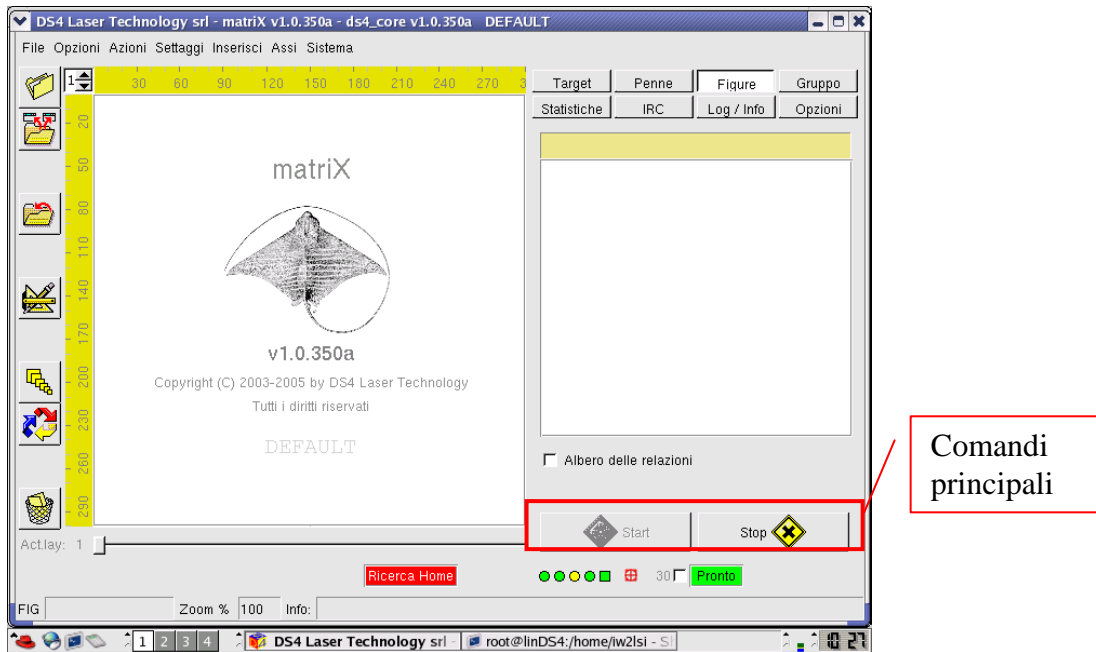 DS4 Laser Technology srl - matriX v1.0.350a - ds4_core v1.0.350a DEFAULT
File Opzioni Azioni Settaggi Inserisci Assi Sistema
1 30 60 90 120 150 180 210 240 270 3
Target Penne Figure Gruppo
Statistiche IRC Log / Info Opzioni
20
50
80
110
140
170
200
230
260
290
matriX
v1.0.350a
Copyright (C) 2003-2005 by DS4 Laser Technology
Tutti i diritti riservati
DEFAULT
Albero delle relazioni
Start Stop
Comandi
principali
Act.lay: 1
Ricerca Home 30 Pronto
FIG Zoom % 100 Info:
1 2 3 4 DS4 Laser Technology srl - root@linDS4:/home/iw2lsi - S 10 27